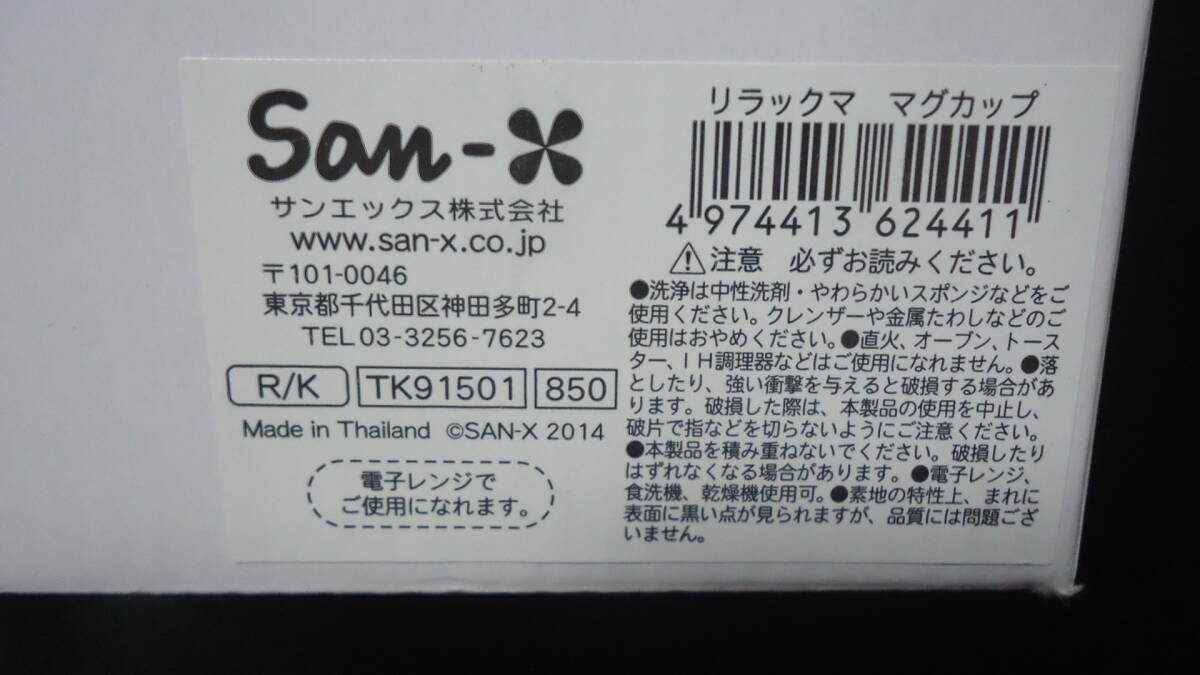 San-X
サンエックス株式会社
www.san-x.co.jp
〒101-0046
東京都千代田区神田多町2-4
TEL 03-3256-7623
R/K TK91501 850
Made in Thailand ©SAN-X 2014
電子レンジで
ご使用になれます。
リラックマ マグカップ
4 974413 624411
⚠注意 必ずお読みください。
●洗浄は中性洗剤・やわらかいスポンジなどをご
使用ください。クレンザーや金属たわしなどのご
使用はおやめください。●直火、オーブン、トース
ター、IH調理器などはご使用になれません。●落
としたり、強い衝撃を与えると破損する場合があ
ります。破損した際は、本製品の使用を中止し、
破片で指などを切らないようにご注意ください。
●本製品を積み重ねないでください。破損したり
はずれなくなる場合があります。●電子レンジ、
食洗機、乾燥機使用可。●素地の特性上、まれに
表面に黒い点が見られますが、品質には問題ござ
いません。